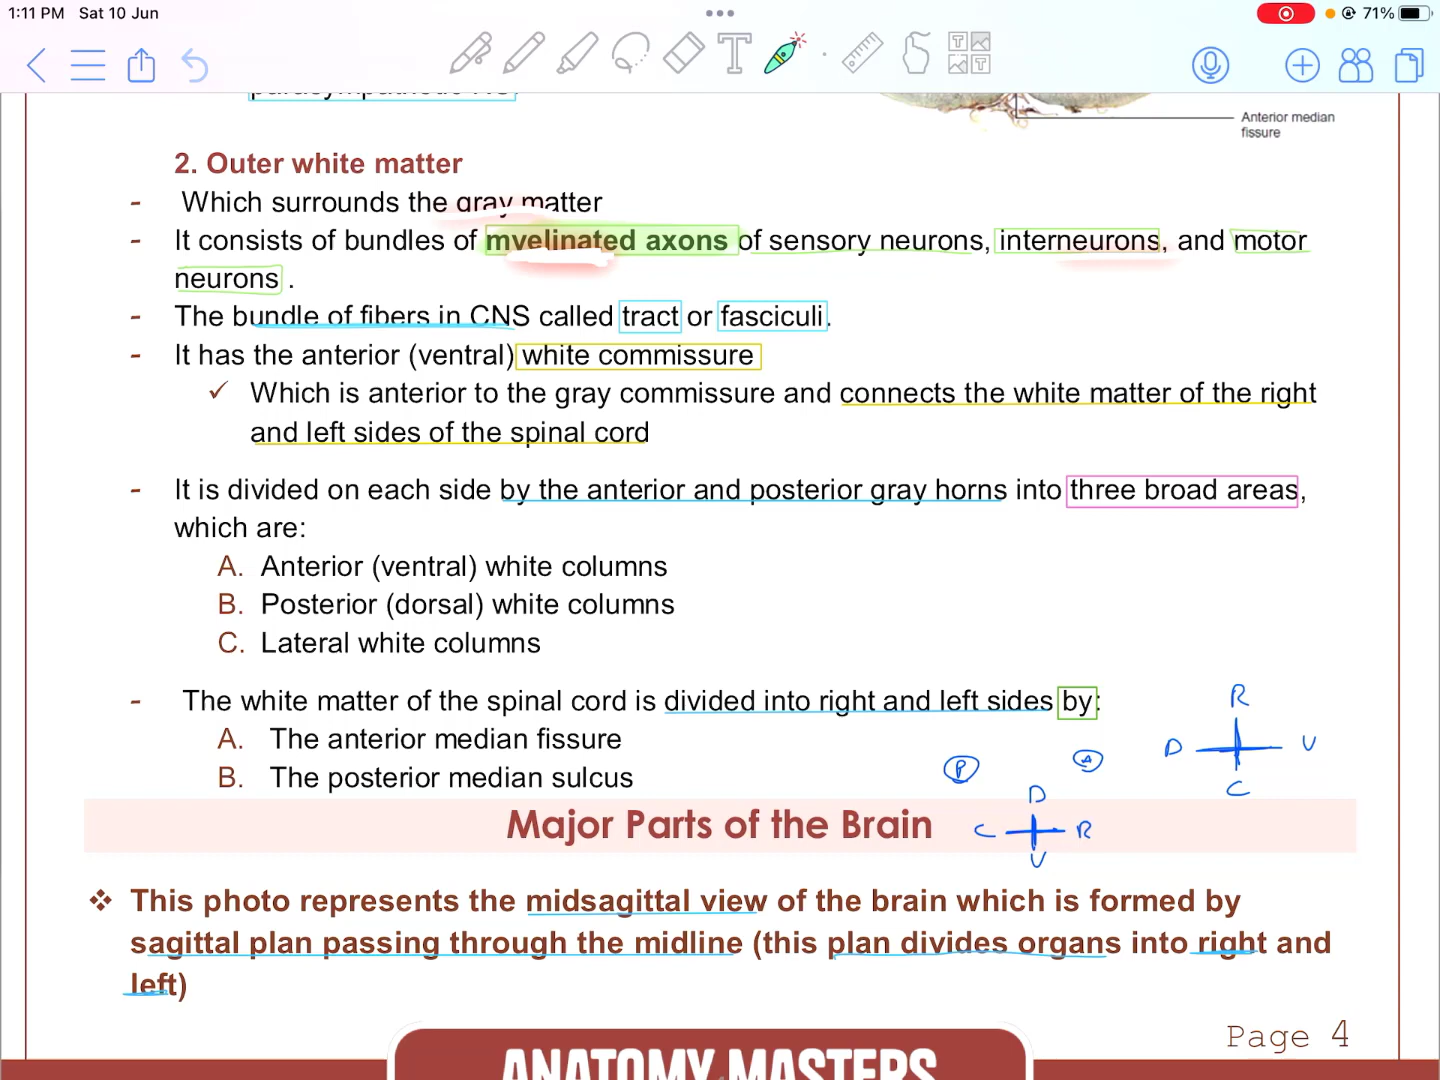 1:11 PM Sat 10 Jun
71%
parasympathetic NS.
Anterior median
fissure
2. Outer white matter
- Which surrounds the gray matter
- It consists of bundles of myelinated axons of sensory neurons, interneurons, and motor
neurons .
- The bundle of fibers in CNS called tract or fasciculi.
- It has the anterior (ventral) white commissure
✓ Which is anterior to the gray commissure and connects the white matter of the right
and left sides of the spinal cord
- It is divided on each side by the anterior and posterior gray horns into three broad areas,
which are:
A. Anterior (ventral) white columns
B. Posterior (dorsal) white columns
C. Lateral white columns
- The white matter of the spinal cord is divided into right and left sides by:
A. The anterior median fissure
B. The posterior median sulcus
R
D V
C
P A
D
C R
V
Major Parts of the Brain
❖ This photo represents the midsagittal view of the brain which is formed by
sagittal plan passing through the midline (this plan divides organs into right and
left)
Page 4
ANATOMY MASTERS